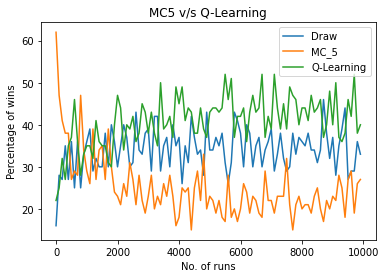 MC5 v/s Q-Learning
Draw
MC_5
Q-Learning
Percentage of wins
60
50
40
30
20
0
2000
4000
6000
8000
10000
No. of runs